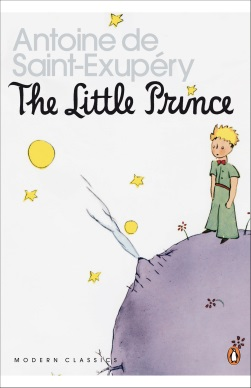 Antoine de
Saint-Exupéry
The Little Prince
MODERN CLASSICS